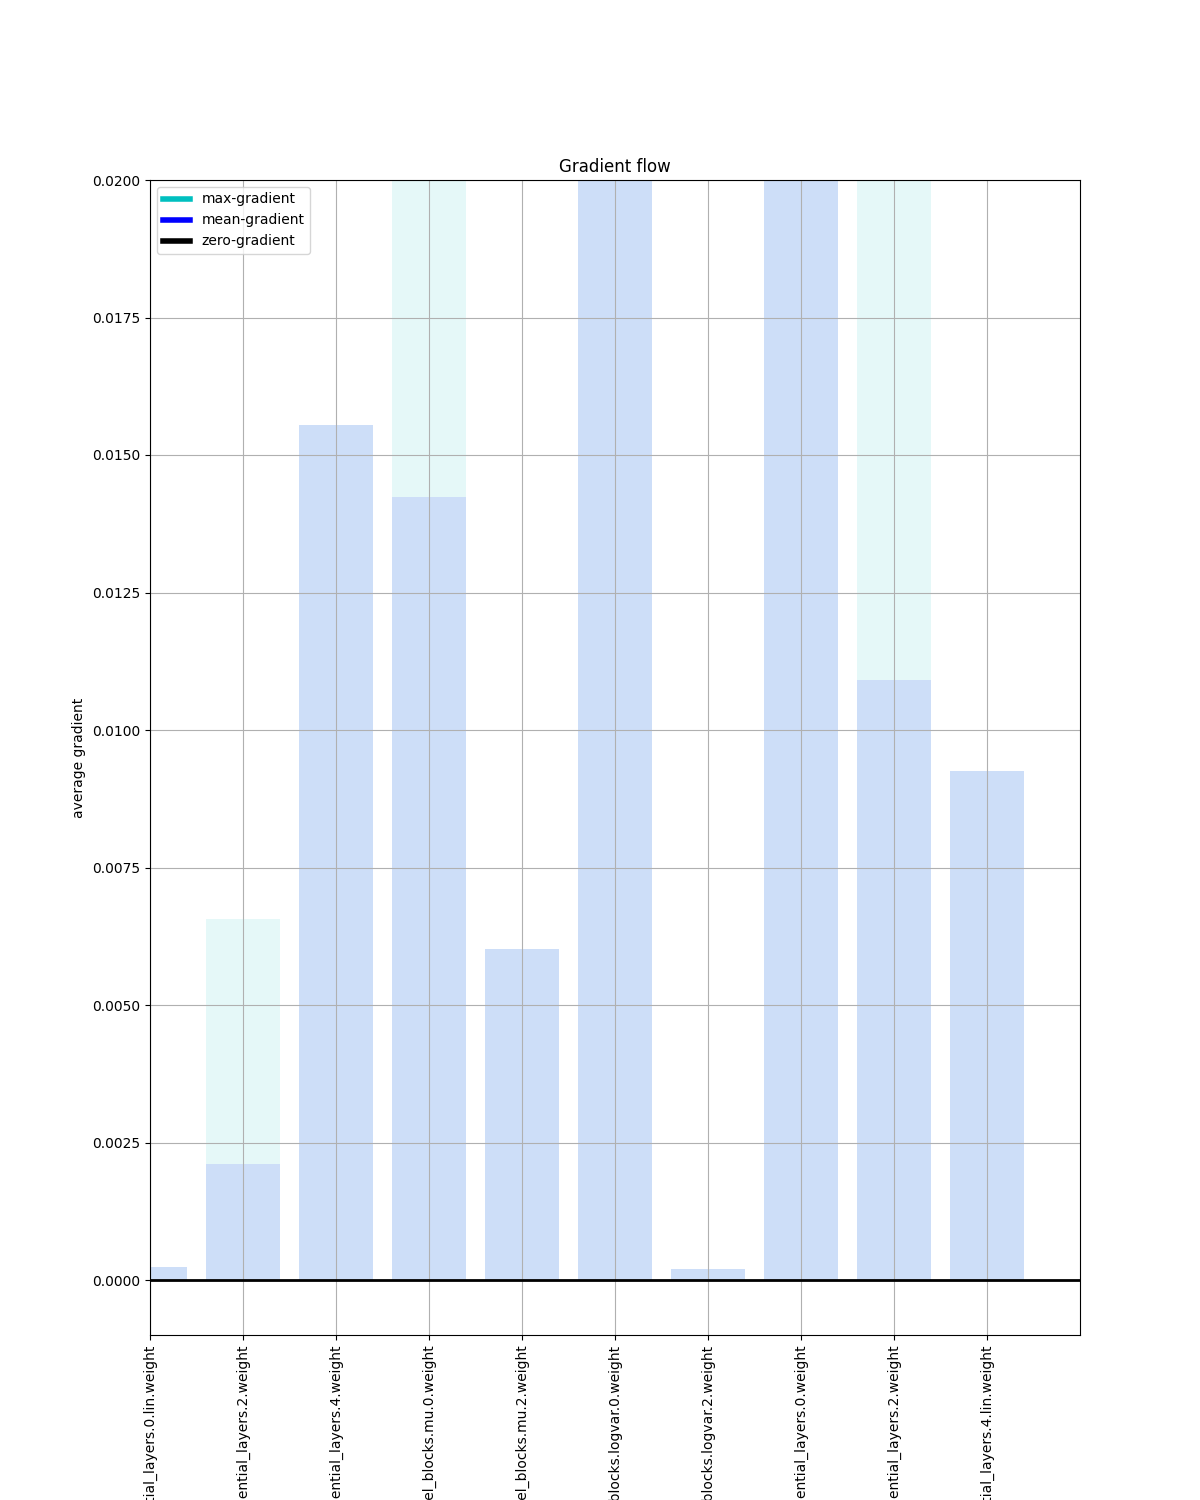 Gradient flow
max-gradient
mean-gradient
zero-gradient
0.0200
0.0175
0.0150
0.0125
0.0100
0.0075
0.0050
0.0025
0.0000
average gradient
tial_layers.0.lin.weight
ential_layers.2.weight
ential_layers.4.weight
el_blocks.mu.0.weight
el_blocks.mu.2.weight
blocks.logvar.0.weight
blocks.logvar.2.weight
ential_layers.0.weight
ential_layers.2.weight
tial_layers.4.lin.weight